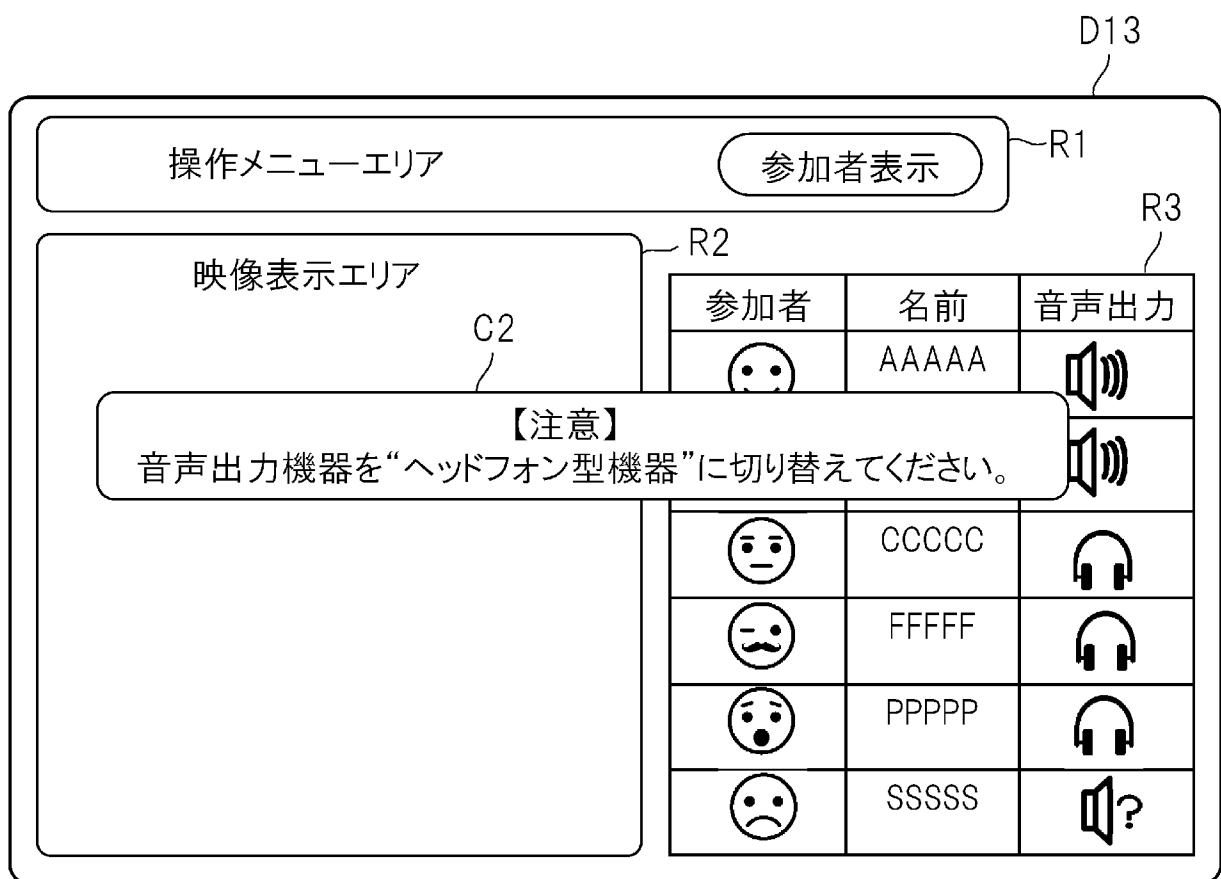 D13
操作メニューエリア 参加者表示 R1
R3
映像表示エリア R2
参加者 名前 音声出力
C2
AAAAA
【注意】
音声出力機器を“ヘッドフォン型機器”に切り替えてください。
CCCCC
FFFFF
PPPPP
SSSSS
?